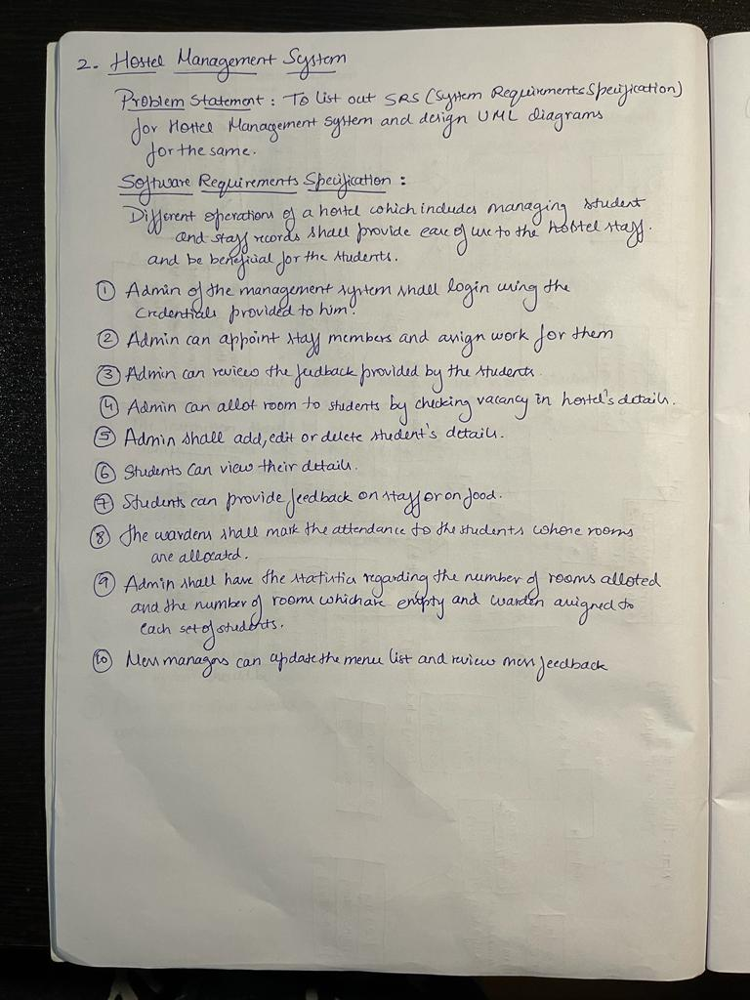 2. Hostel Management System
Problem Statement : To list out SRS (System Requirements Specification)
for Hostel Management system and design UML diagrams
for the same.
Software Requirements Specification :
Different operations of a hostel which includes managing student
and staff records shall provide ease of use to the hostel staff.
and be beneficial for the students.
① Admin of the management system shall login using the
Credentials provided to him.
② Admin can appoint staff members and assign work for them
③ Admin can review the feedback provided by the students.
④ Admin can allot room to students by checking vacancy in hostel's details.
⑤ Admin shall add, edit or delete student's details.
⑥ Students can view their details.
⑦ Students can provide feedback on staff or on food.
⑧ The wardens shall mark the attendance to the students whose rooms
are allocated.
⑨ Admin shall have the statistics regarding the number of rooms alloted
and the number of rooms which are empty and warden assigned to
each set of students.
⑩ Mess managers can update the menu list and review mess feedback